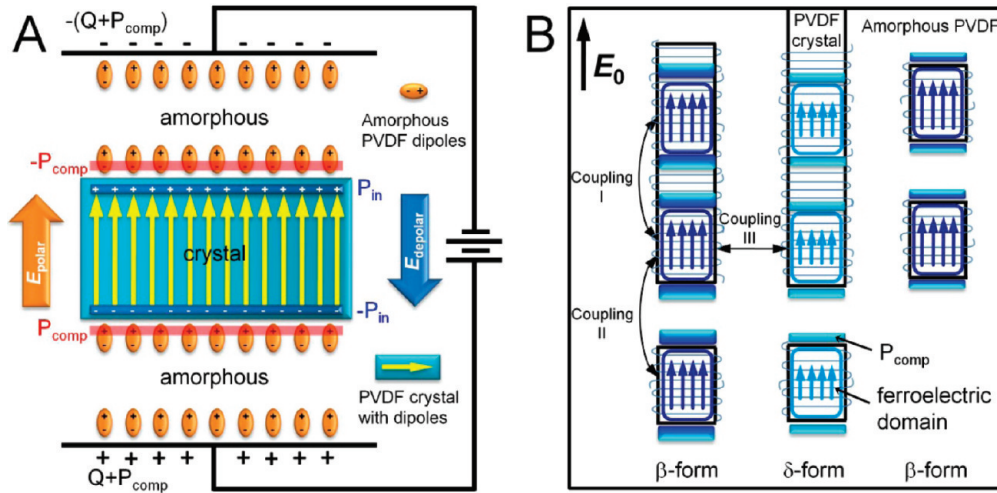 A
-(Q+Pcomp)
- - - - - - - -
amorphous
Amorphous
PVDF dipoles
-Pcomp
Pin
Epolar
crystal
Edepolar
Pcomp
-Pin
amorphous
PVDF crystal
with dipoles
+ + + + + + + +
Q+Pcomp
B
E0
PVDF
crystal
Amorphous PVDF
Coupling
I
Coupling
III
Coupling
II
Pcomp
ferroelectric
domain
β-form
δ-form
β-form